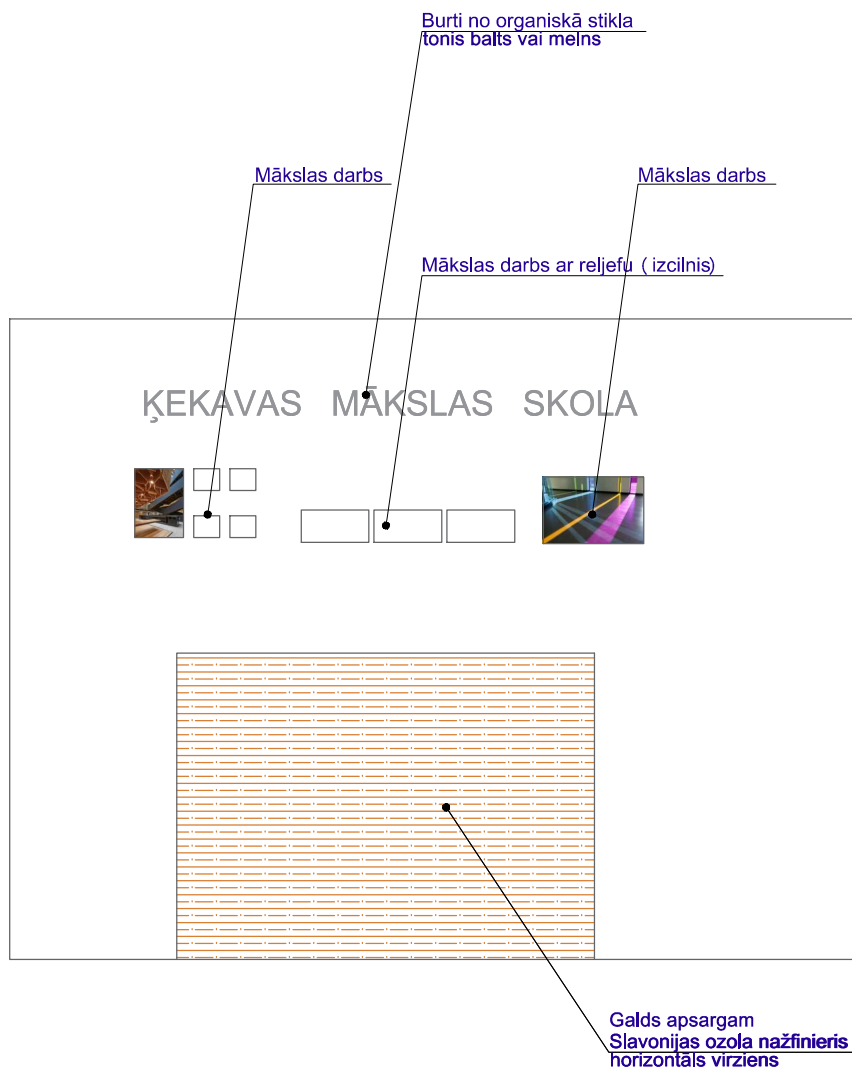 Burti no organiskā stikla
tonis balts vai melns
Mākslas darbs
Mākslas darbs
Mākslas darbs ar reljefu ( izcilnis)
ĶEKAVAS MĀKSLAS SKOLA
Galds apsargam
Slavonijas ozola nažfinieris
horizontāls virziens